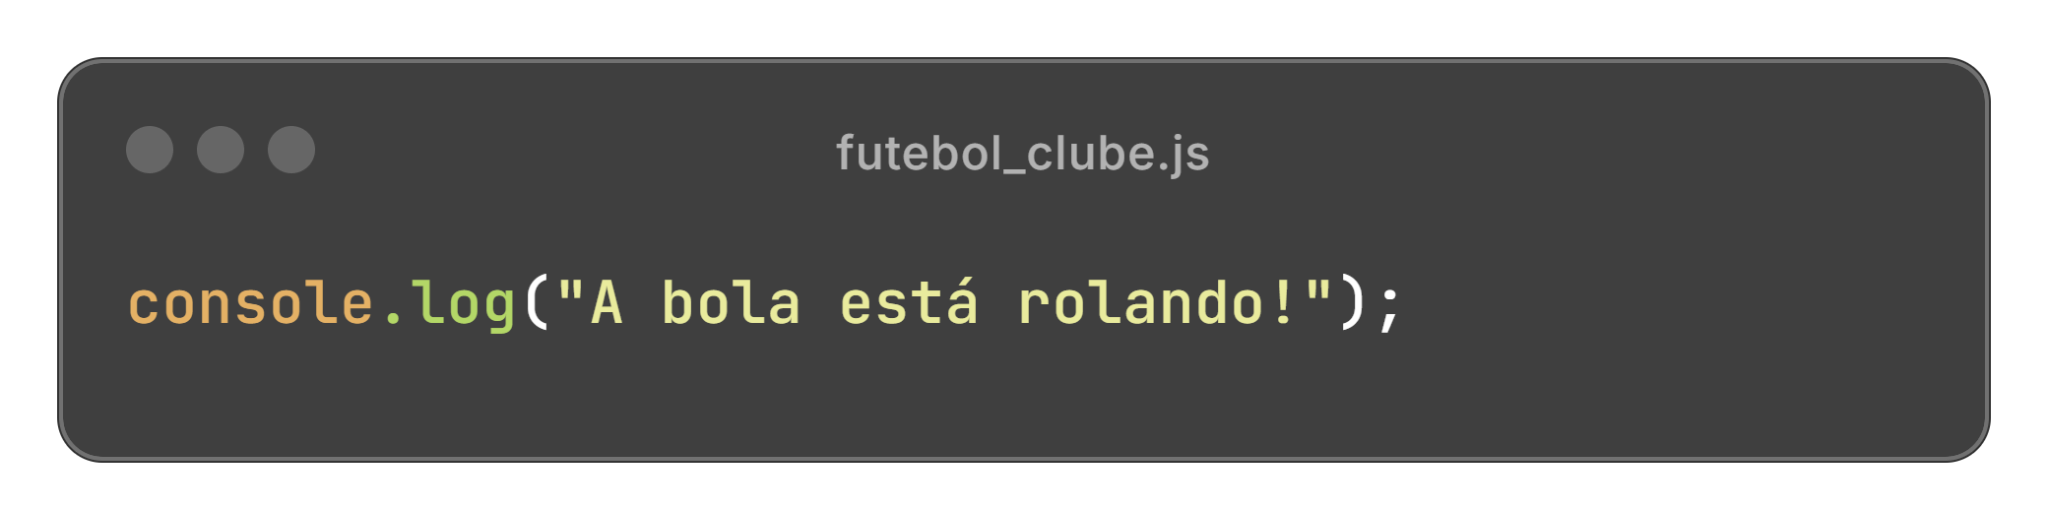 futebol_clube.js
console.log("A bola está rolando!");